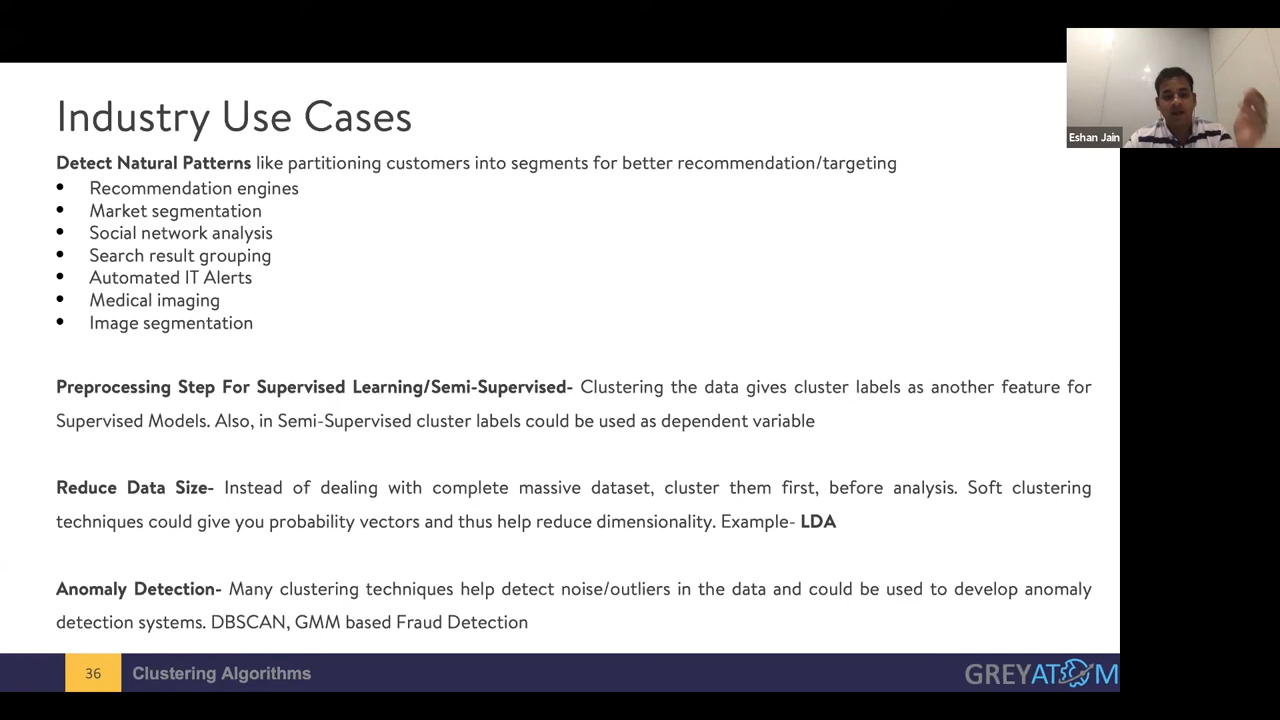 Industry Use Cases
Detect Natural Patterns like partitioning customers into segments for better recommendation/targeting
• Recommendation engines
• Market segmentation
• Social network analysis
• Search result grouping
• Automated IT Alerts
• Medical imaging
• Image segmentation
Preprocessing Step For Supervised Learning/Semi-Supervised- Clustering the data gives cluster labels as another feature for
Supervised Models. Also, in Semi-Supervised cluster labels could be used as dependent variable
Reduce Data Size- Instead of dealing with complete massive dataset, cluster them first, before analysis. Soft clustering
techniques could give you probability vectors and thus help reduce dimensionality. Example- LDA
Anomaly Detection- Many clustering techniques help detect noise/outliers in the data and could be used to develop anomaly
detection systems. DBSCAN, GMM based Fraud Detection
36 Clustering Algorithms
GREYATOM
Eshan Jain